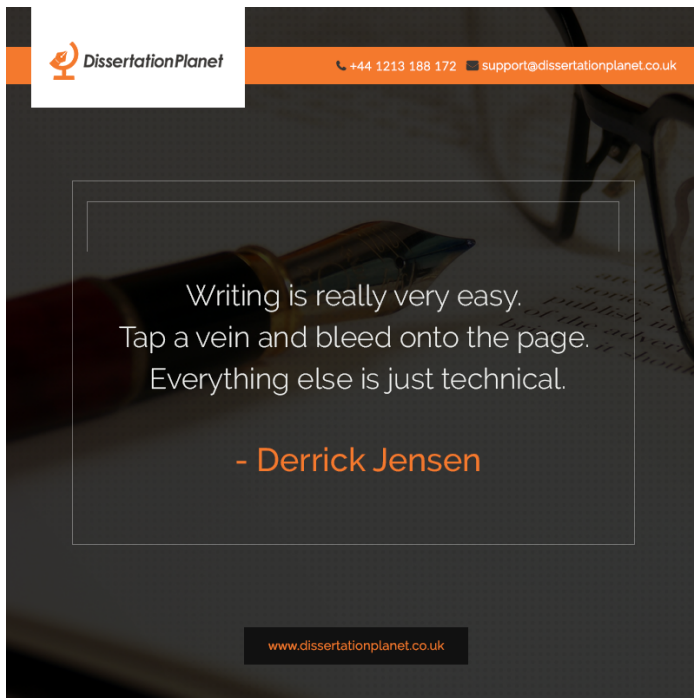 DissertationPlanet
+44 1213 188 172 support@dissertationplanet.co.uk
Writing is really very easy.
Tap a vein and bleed onto the page.
Everything else is just technical.
- Derrick Jensen
www.dissertationplanet.co.uk